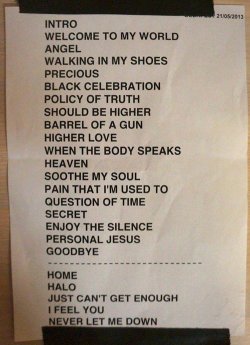 21/05/2013
INTRO
WELCOME TO MY WORLD
ANGEL
WALKING IN MY SHOES
PRECIOUS
BLACK CELEBRATION
POLICY OF TRUTH
SHOULD BE HIGHER
BARREL OF A GUN
HIGHER LOVE
WHEN THE BODY SPEAKS
HEAVEN
SOOTHE MY SOUL
PAIN THAT I'M USED TO
QUESTION OF TIME
SECRET
ENJOY THE SILENCE
PERSONAL JESUS
GOODBYE
HOME
HALO
JUST CAN'T GET ENOUGH
I FEEL YOU
NEVER LET ME DOWN